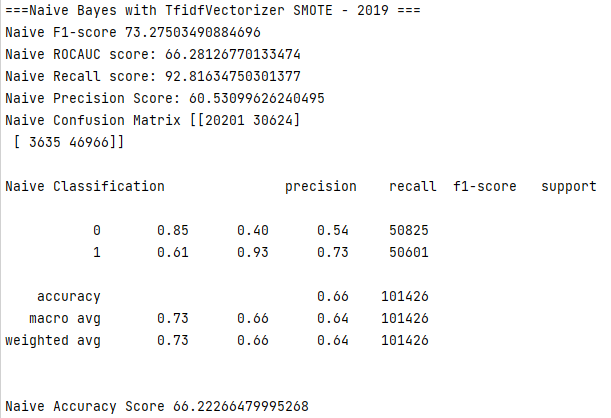 ===Naive Bayes with TfidfVectorizer SMOTE - 2019 ===
Naive F1-score 73.27503490884696
Naive ROCAUC score: 66.28126770133474
Naive Recall score: 92.81634750301377
Naive Precision Score: 60.53099626240495
Naive Confusion Matrix [[20201 30624]
[ 3635 46966]]
Naive Classification precision recall f1-score support
0 0.85 0.40 0.54 50825
1 0.61 0.93 0.73 50601
accuracy 0.66 101426
macro avg 0.73 0.66 0.64 101426
weighted avg 0.73 0.66 0.64 101426
Naive Accuracy Score 66.22266479995268